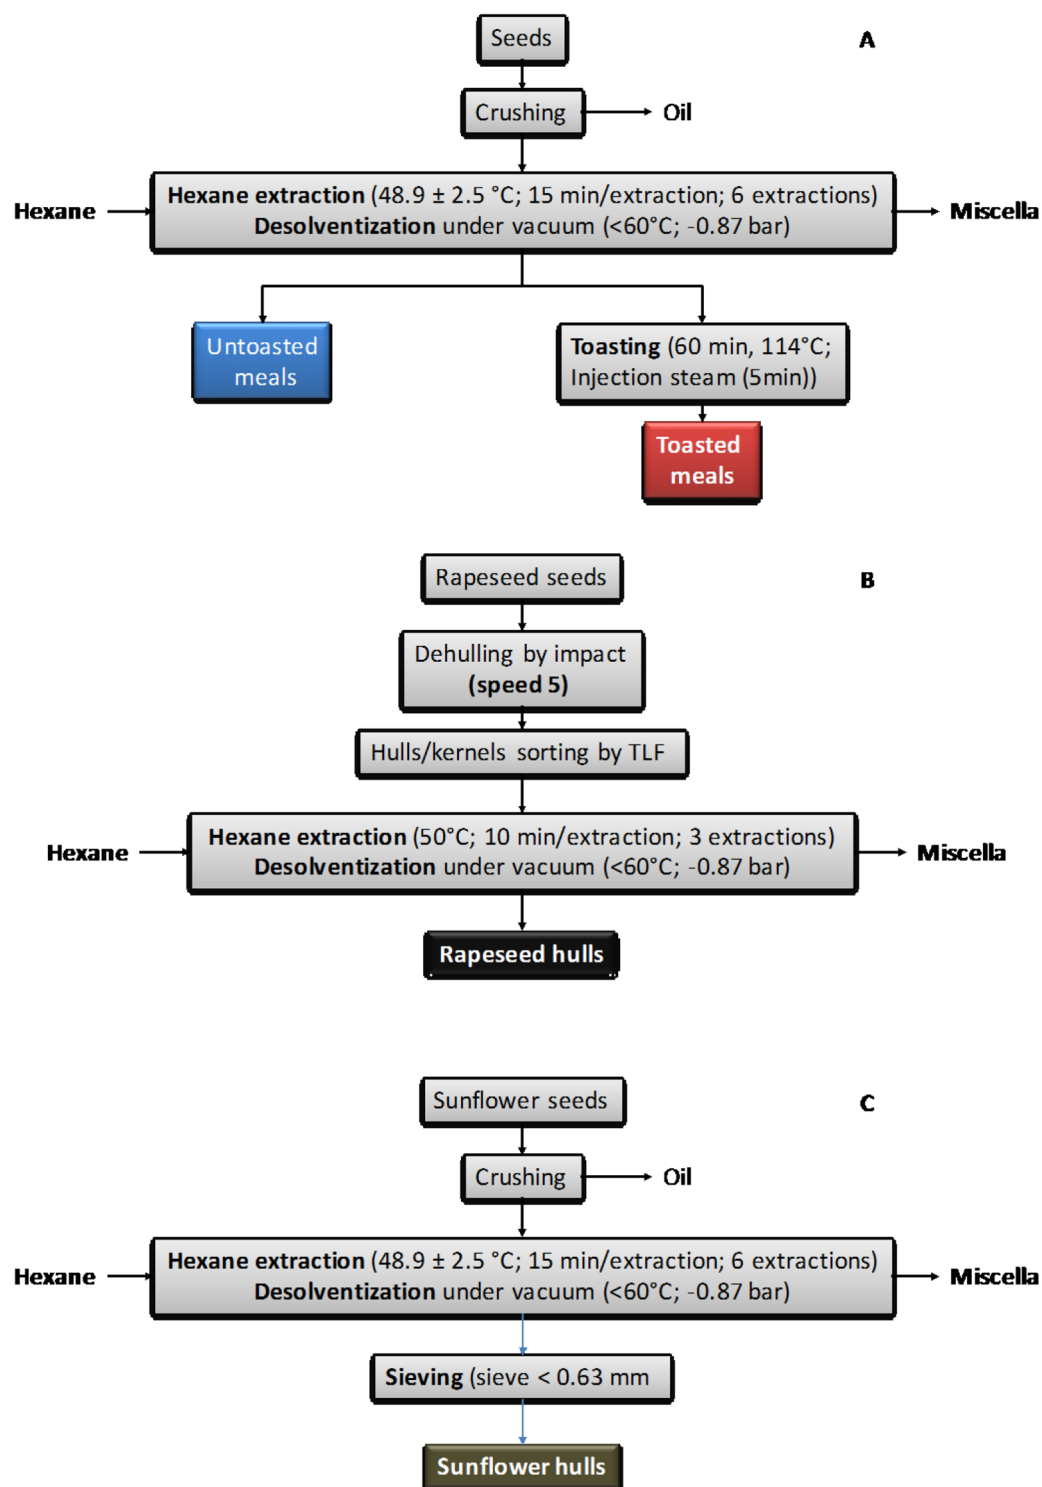 Seeds
A
Crushing
Oil
Hexane
Hexane extraction (48.9 ± 2.5 °C; 15 min/extraction; 6 extractions)
Desolventization under vacuum (<60°C; -0.87 bar)
Miscella
Untoasted
meals
Toasting (60 min, 114°C;
Injection steam (5min))
Toasted
meals
Rapeseed seeds
B
Dehulling by impact
(speed 5)
Hulls/kernels sorting by TLF
Hexane
Hexane extraction (50°C; 10 min/extraction; 3 extractions)
Desolventization under vacuum (<60°C; -0.87 bar)
Miscella
Rapeseed hulls
Sunflower seeds
C
Crushing
Oil
Hexane
Hexane extraction (48.9 ± 2.5 °C; 15 min/extraction; 6 extractions)
Desolventization under vacuum (<60°C; -0.87 bar)
Miscella
Sieving (sieve < 0.63 mm
Sunflower hulls